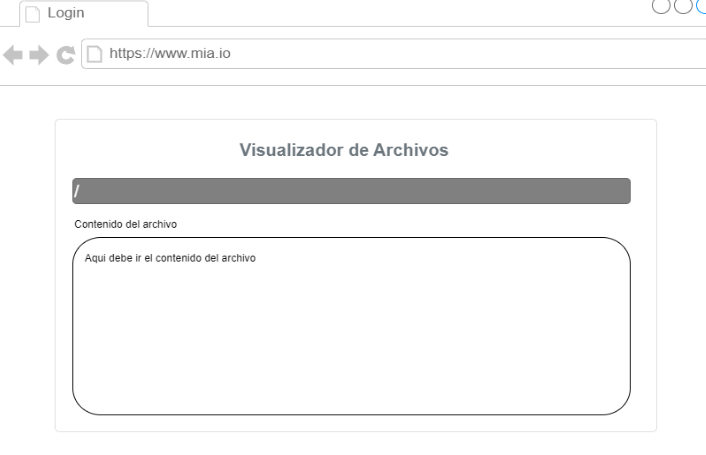 Login
https://www.mia.io
Visualizador de Archivos
/
Contenido del archivo
Aqui debe ir el contenido del archivo